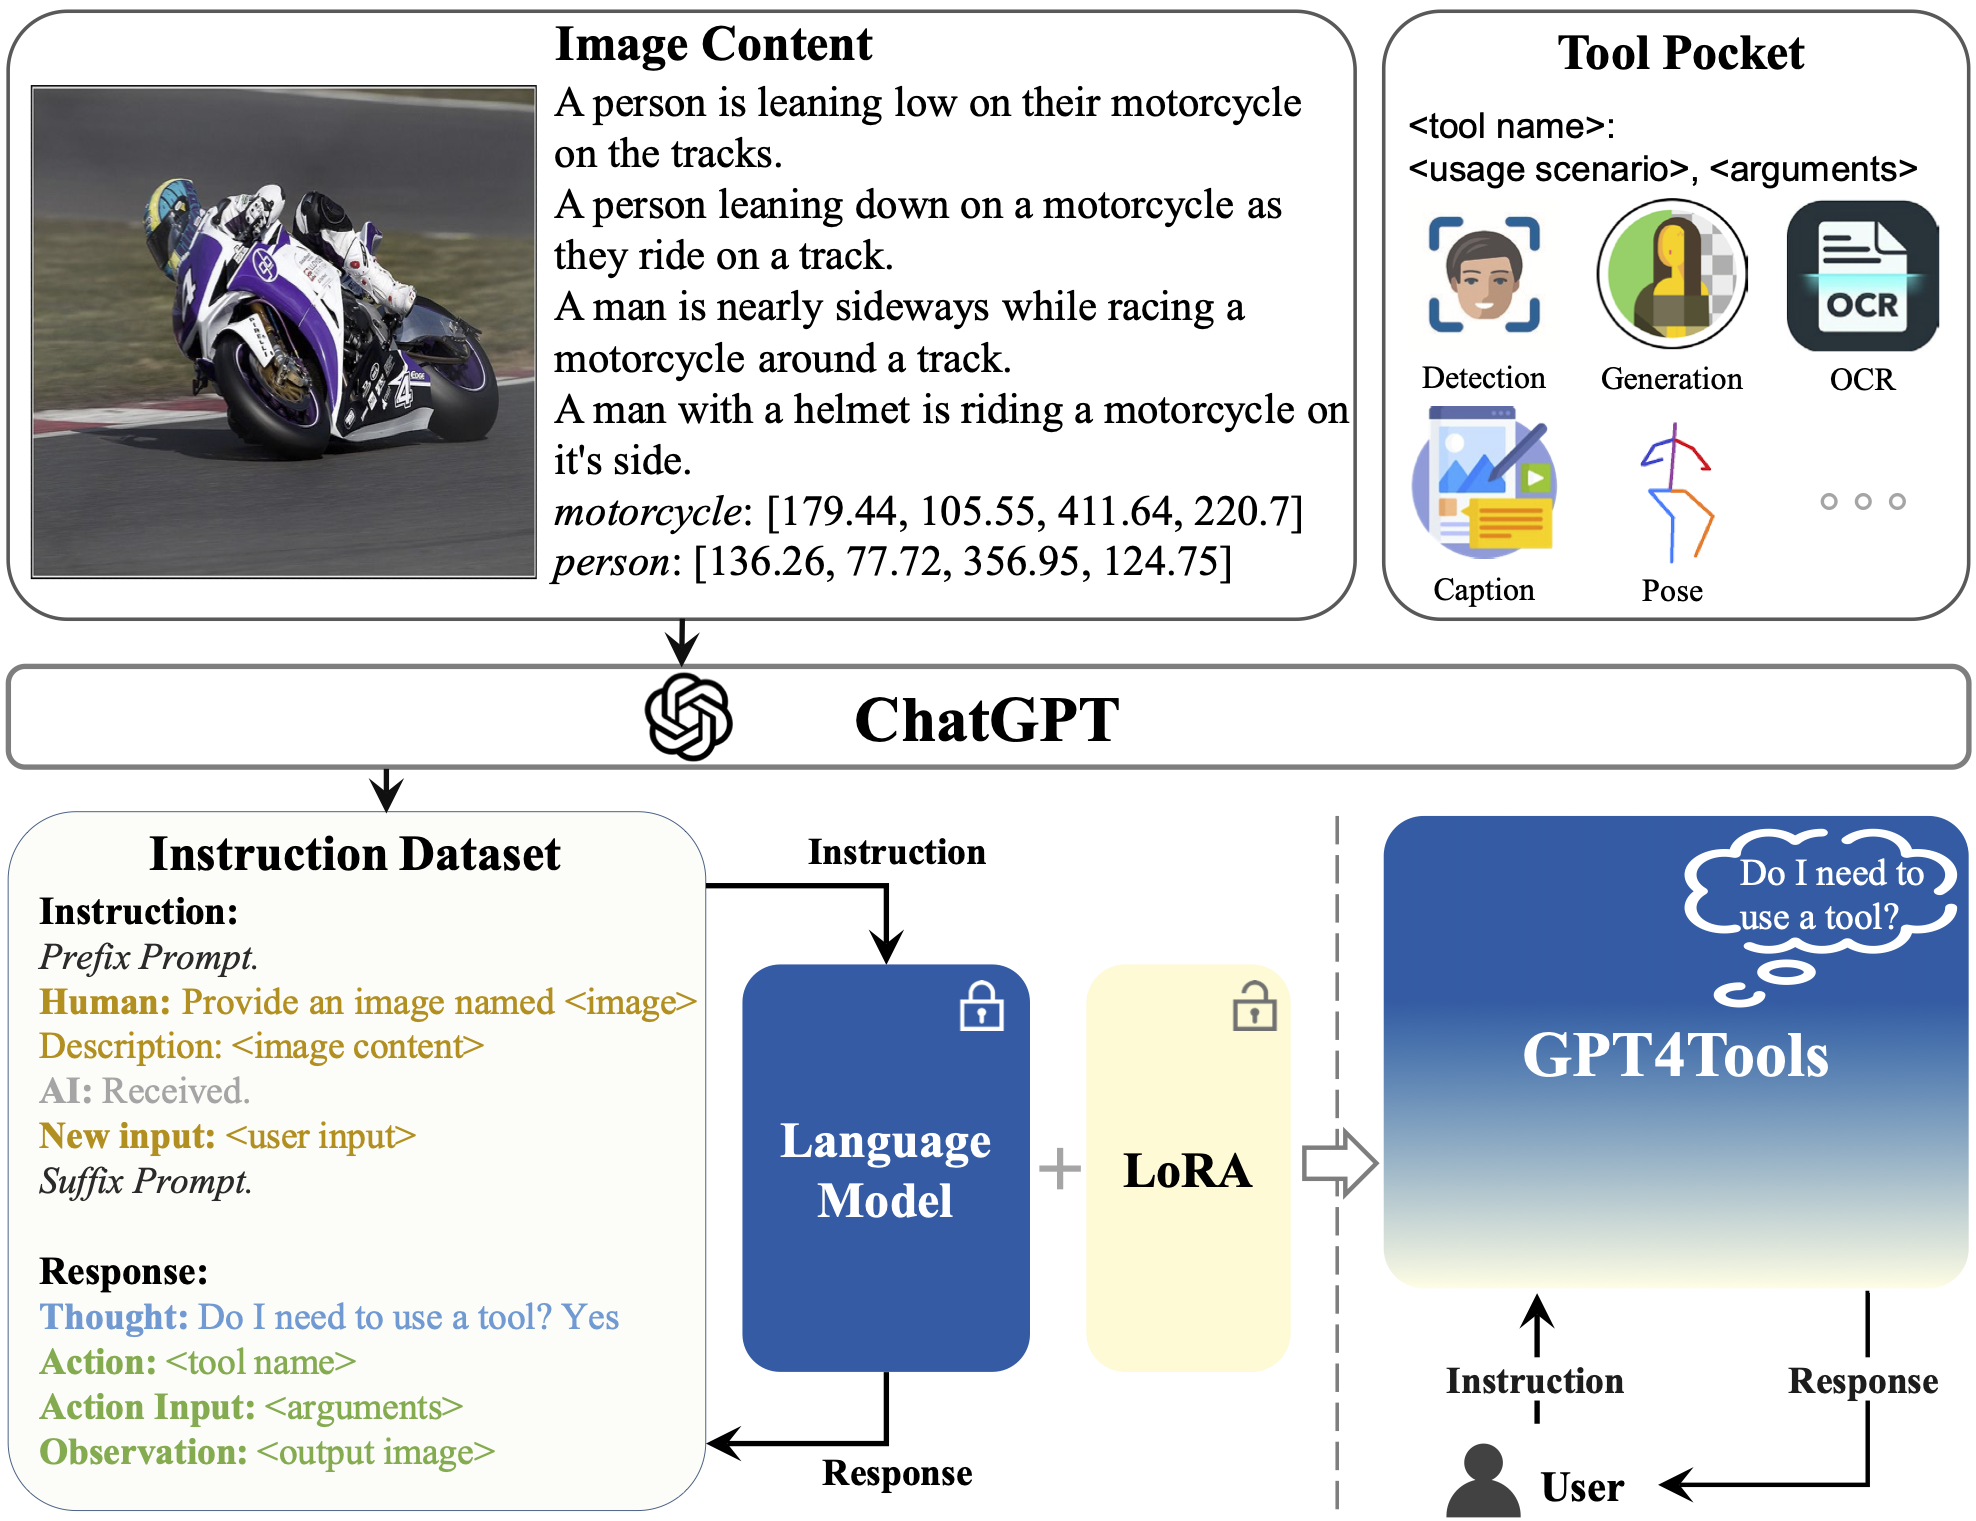 Image Content
A person is leaning low on their motorcycle
on the tracks.
A person leaning down on a motorcycle as
they ride on a track.
A man is nearly sideways while racing a
motorcycle around a track.
A man with a helmet is riding a motorcycle on
it's side.
motorcycle: [179.44, 105.55, 411.64, 220.7]
person: [136.26, 77.72, 356.95, 124.75]
4
PIRELLI
4
EDGE
Tool Pocket
<tool name>:
<usage scenario>, <arguments>
OCR
Detection
Generation
OCR
Caption
Pose
ChatGPT
Instruction Dataset
Instruction:
Prefix Prompt.
Human: Provide an image named <image>
Description: <image content>
AI: Received.
New input: <user input>
Suffix Prompt.
Response:
Thought: Do I need to use a tool? Yes
Action: <tool name>
Action Input: <arguments>
Observation: <output image>
Instruction
Language
Model
+
LoRA
Response
Do I need to
use a tool?
GPT4Tools
Instruction
Response
User